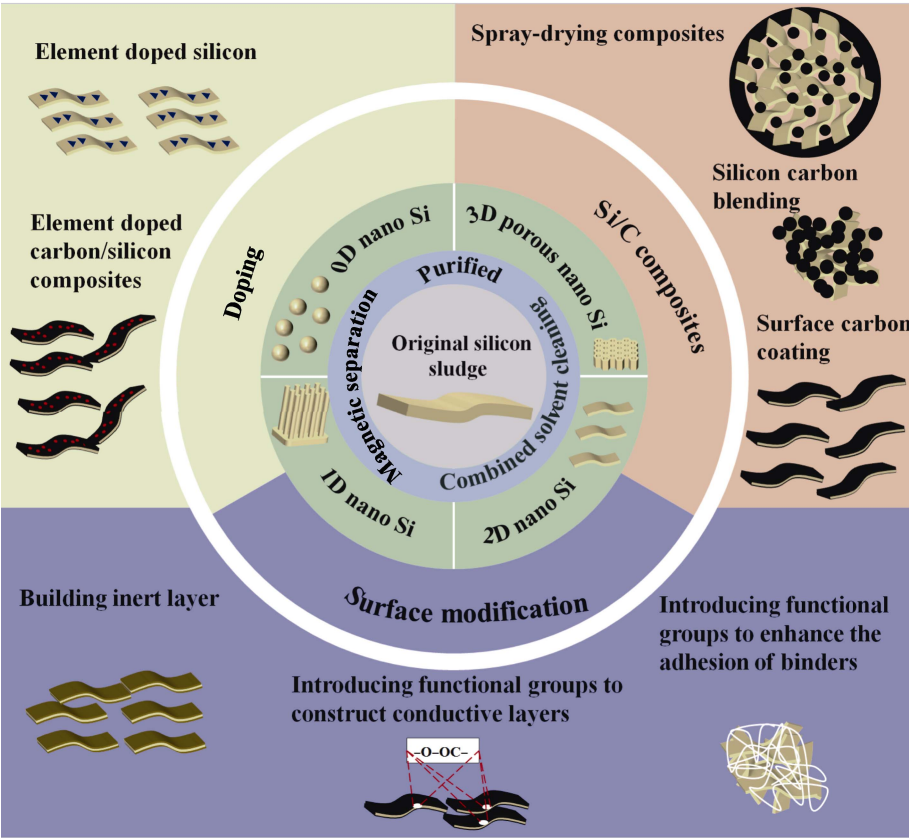 Element doped silicon
Spray-drying composites
Silicon carbon
blending
Element doped
carbon/silicon
composites
Surface carbon
coating
Doping
Si/C composites
0D nano Si
3D porous nano Si
Purified
Magnetic separation
Combined solvent cleaning
Original silicon
sludge
1D nano Si
2D nano Si
Surface modification
Building inert layer
Introducing functional groups to
construct conductive layers
–O–OC–
Introducing functional
groups to enhance the
adhesion of binders